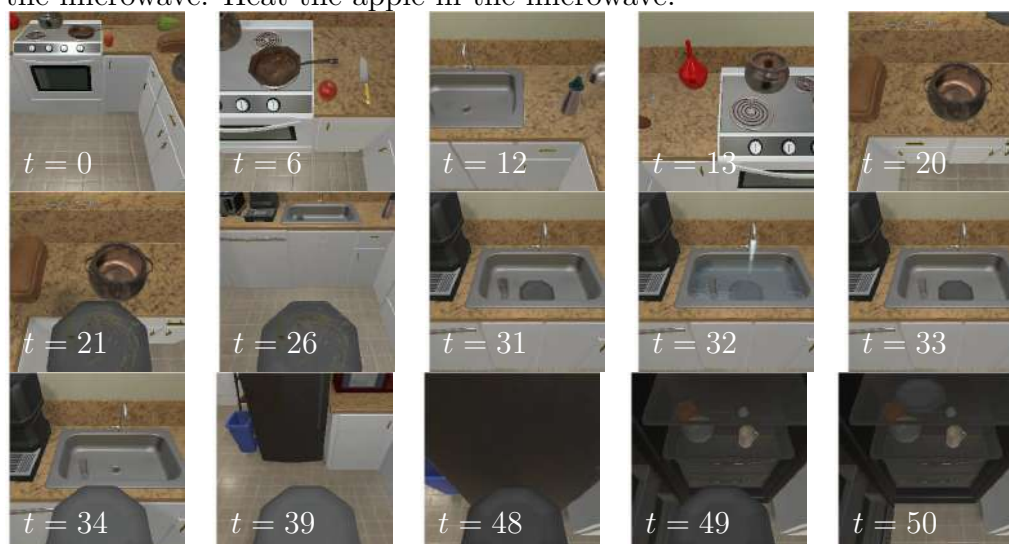 the microwave. Heat the apple in the microwave.
t = 0 t = 6 t = 12 t = 13 t = 20
t = 21 t = 26 t = 31 t = 32 t = 33
t = 34 t = 39 t = 48 t = 49 t = 50